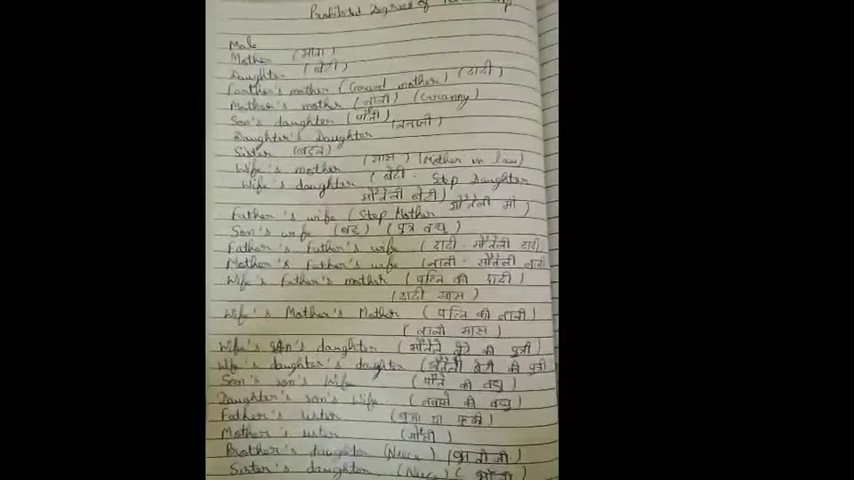 Prohibited Degrees of
Male
Mother (माता)
Daughter (बेटी)
Farther's mother (Grand mother) (दादी)
Mother's mother (नानी) (Granny)
Son's daughter (पोती)
Daughter's Daughter
Sister (बहन)
Wife's mother (सास) (Mother in law)
Wife's daughter (बेटी - Step Daughter
सौतेली बेटी)
Father's wife (Step Mother सौतेली माँ)
Son's wife (बहु) (पुत्र वधु)
Father's Father's wife (दादी - सौतेली दादी
Mother's Father's wife (नानी - सौतेली नानी
Wife's Father's mother (पत्नि की दादी)
(दादी सास)
Wife's Mother's Mother (पत्नि की नानी)
(नानी सास)
Wife's son's daughter (सौतेले बेटे की पुत्री)
Wife's daughter's daughter (सौतेली बेटी की पुत्री
Son's son's Wife (पोते की वधु)
Daughter's son's Wife (नवासे की वधु)
Father's sister (बुआ या फूफी)
Mother's sister (मौसी)
Brother's daughter (Niece)
Sister's daughter (Niece)